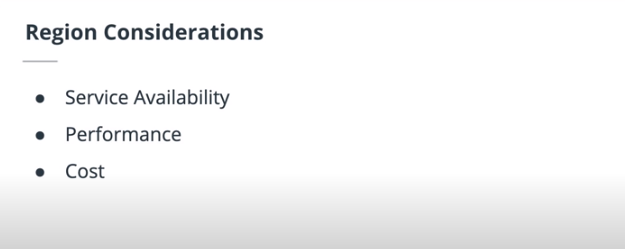 Region Considerations
● Service Availability
● Performance
● Cost